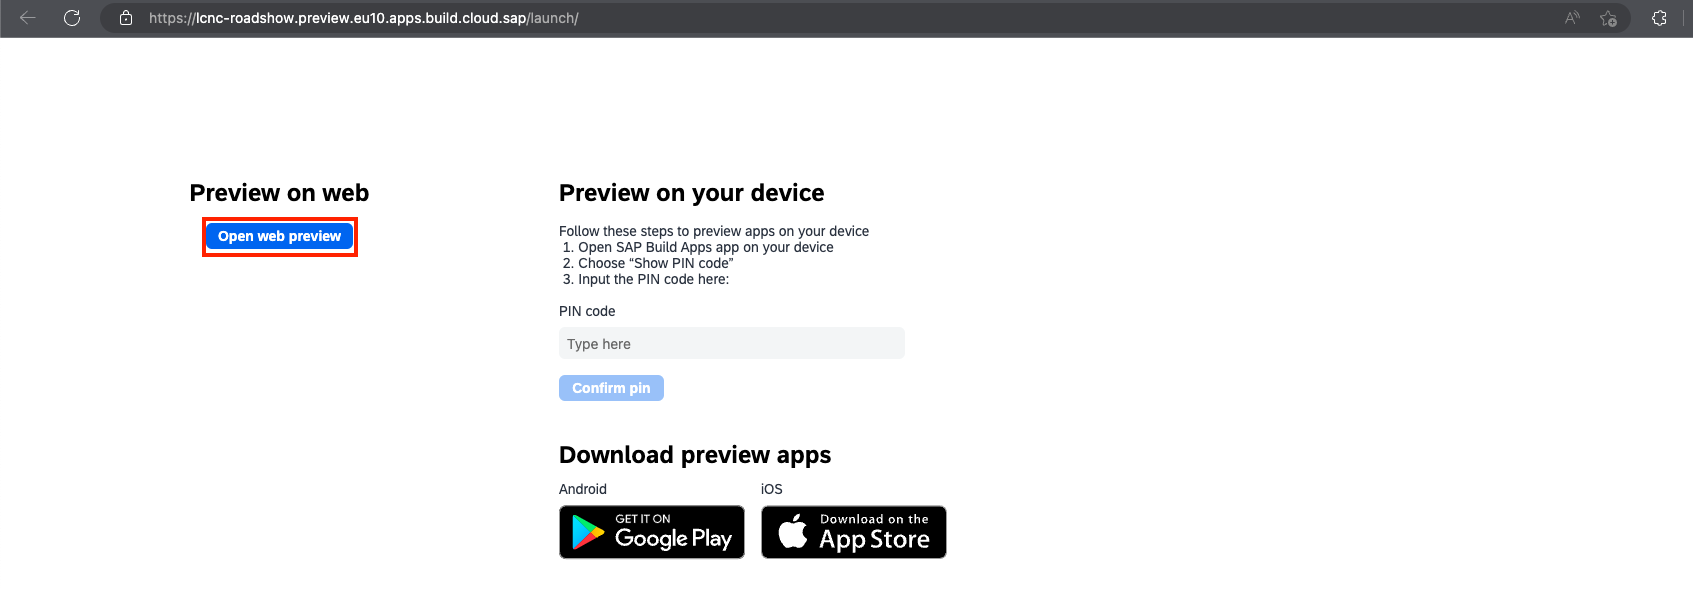 https://lcnc-roadshow.preview.eu10.apps.build.cloud.sap/launch/
Preview on web
Open web preview
Preview on your device
Follow these steps to preview apps on your device
1. Open SAP Build Apps app on your device
2. Choose “Show PIN code”
3. Input the PIN code here:
PIN code
Type here
Confirm pin
Download preview apps
Android
iOS
GET IT ON
Google Play
Download on the
App Store